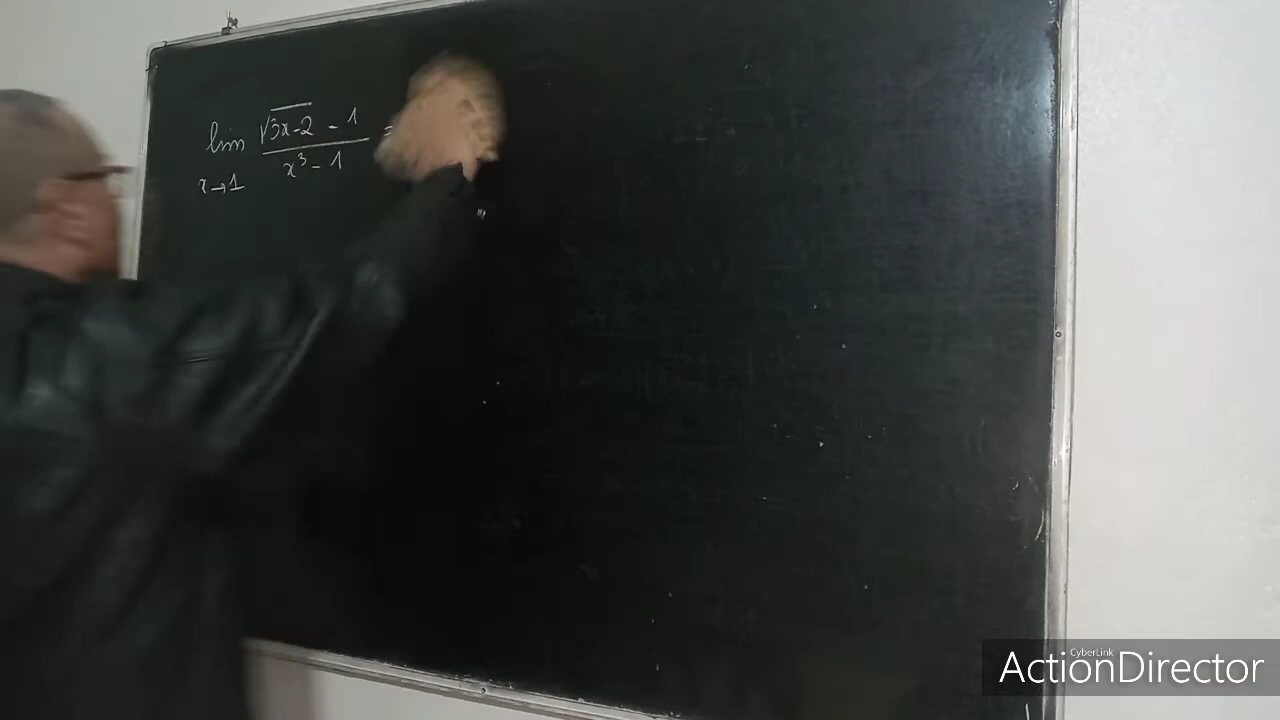 lim √3x-2 - 1 =
x→1 x³ - 1
CyberLink
ActionDirector